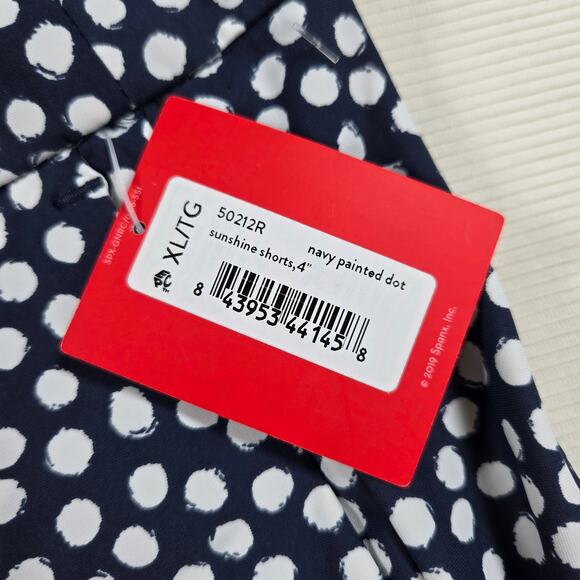 XL/TG
50212R
sunshine shorts,4"
navy painted dot
8 43953 44145 8
© 2019 Spanx, Inc.